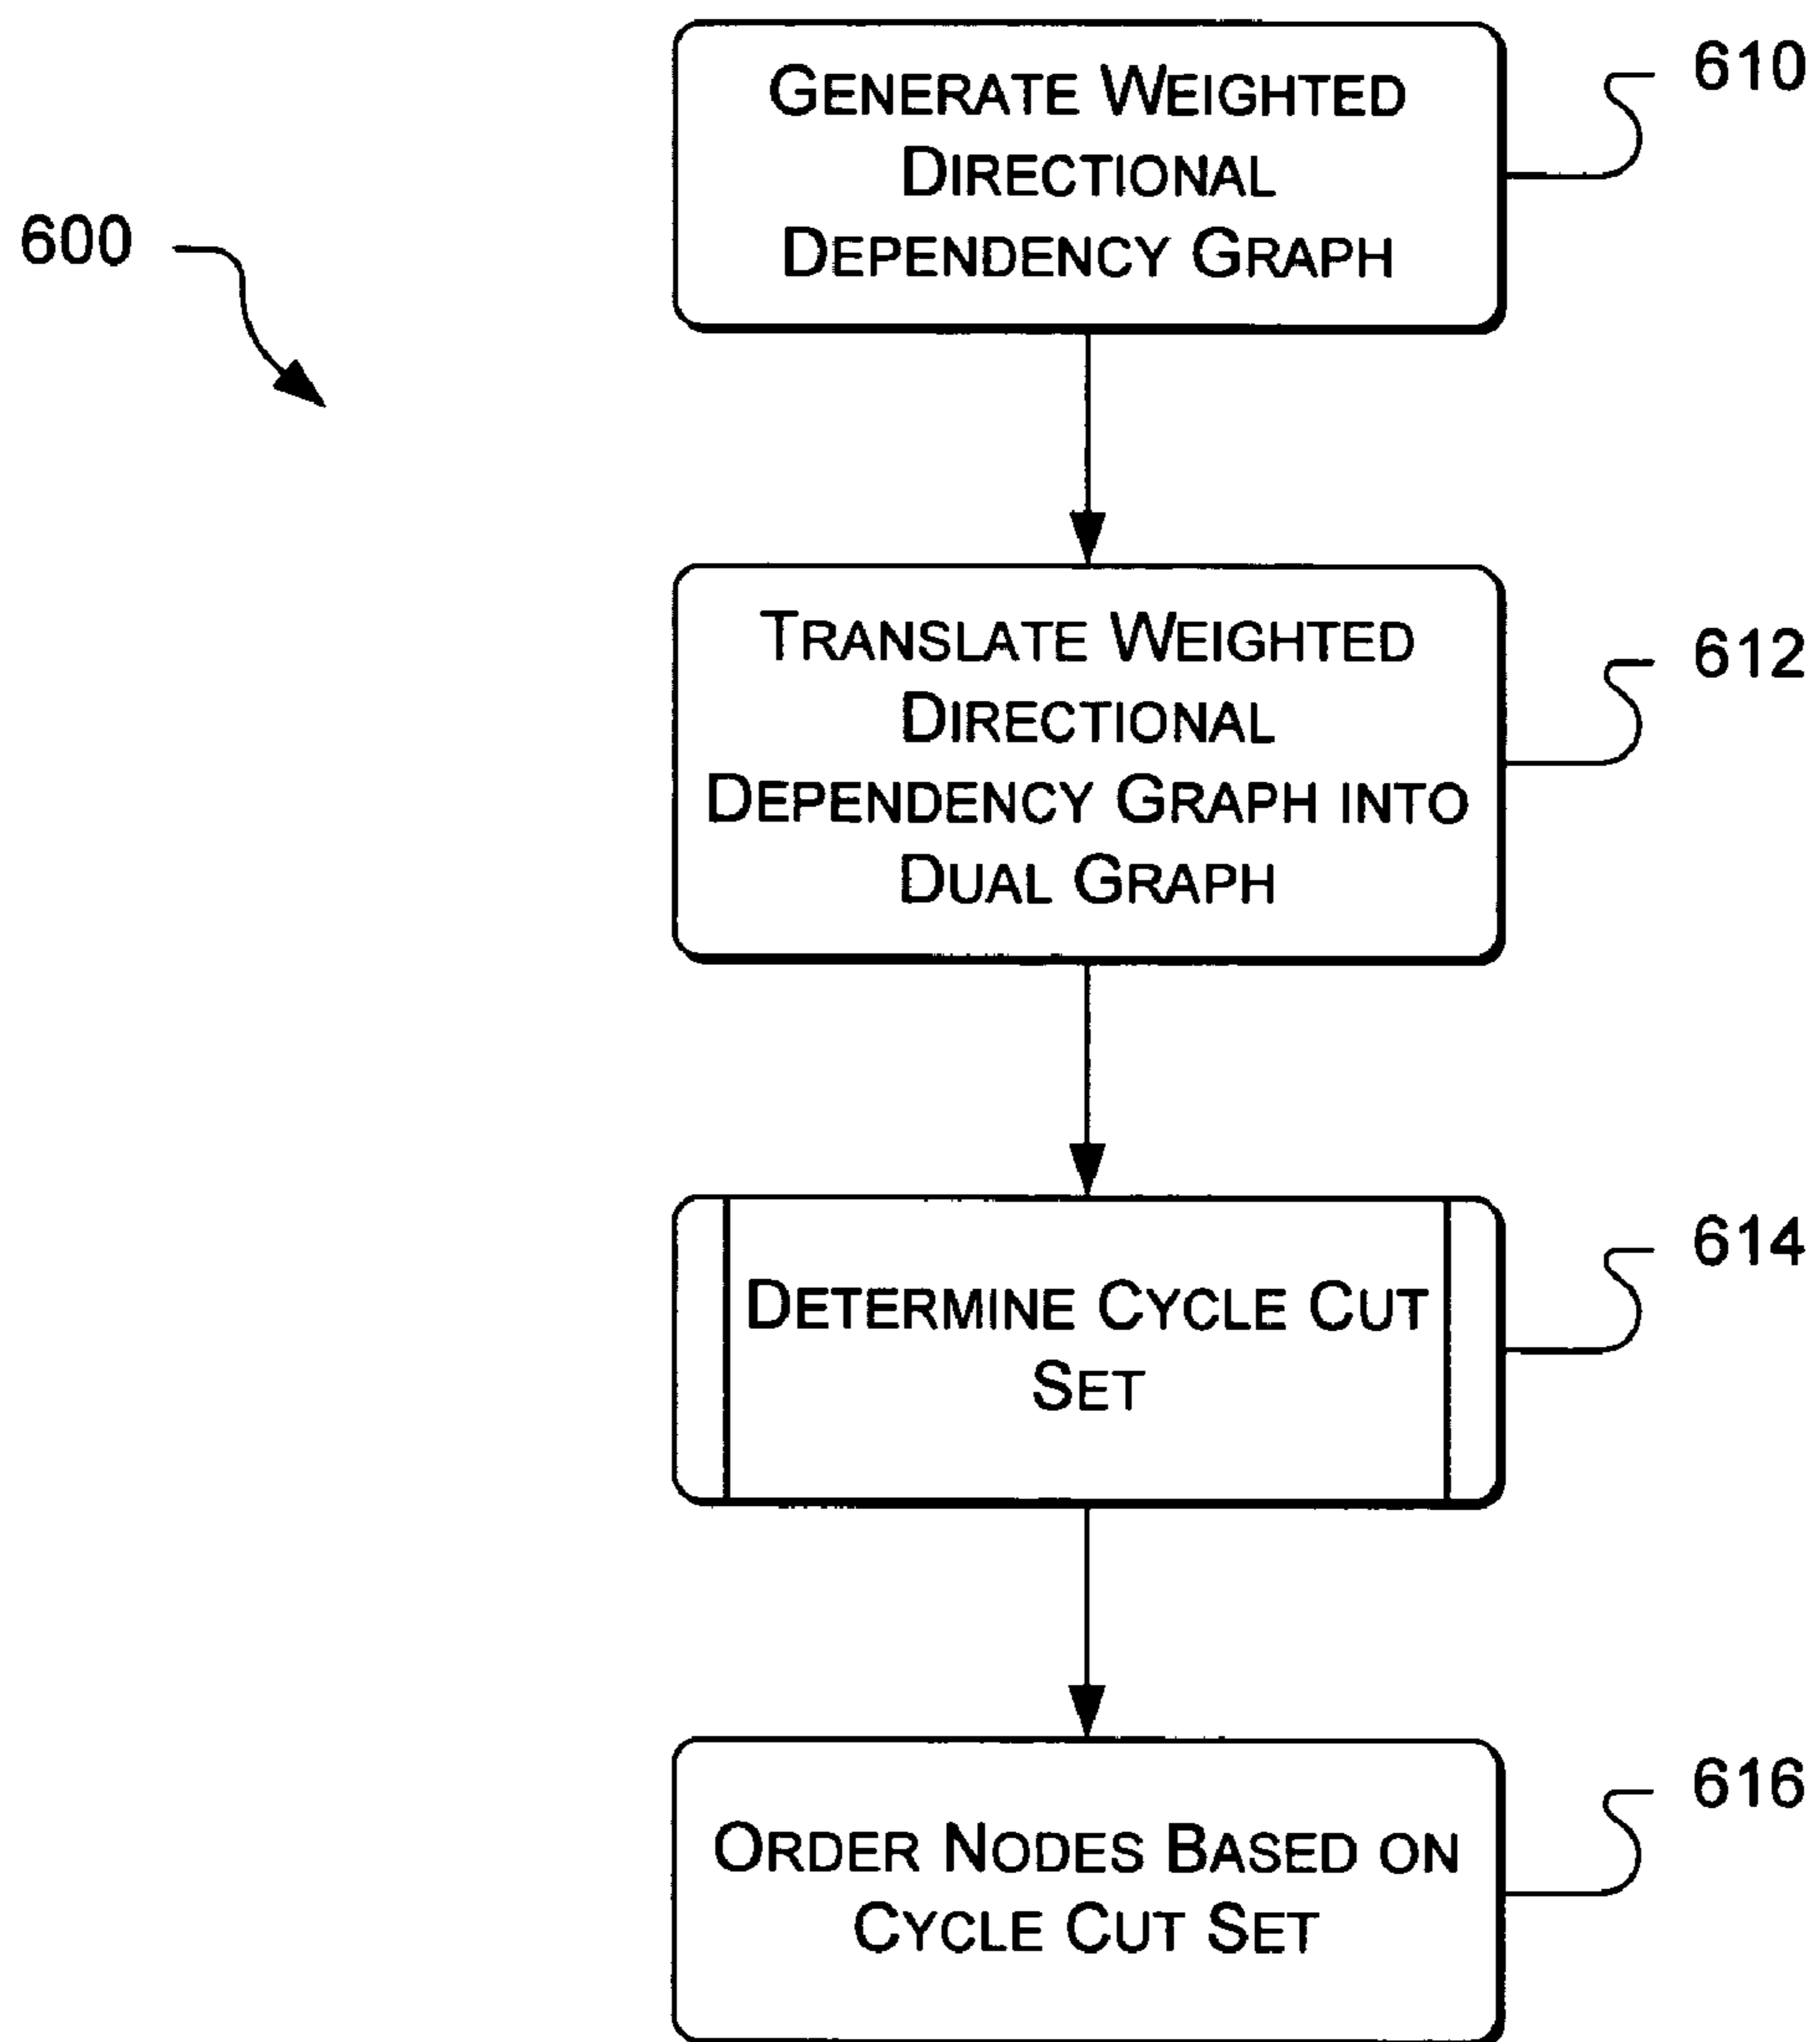 GENERATE WEIGHTED
DIRECTIONAL
DEPENDENCY GRAPH
610
600
TRANSLATE WEIGHTED
DIRECTIONAL
DEPENDENCY GRAPH INTO
DUAL GRAPH
612
DETERMINE CYCLE CUT
SET
614
ORDER NODES BASED ON
CYCLE CUT SET
616